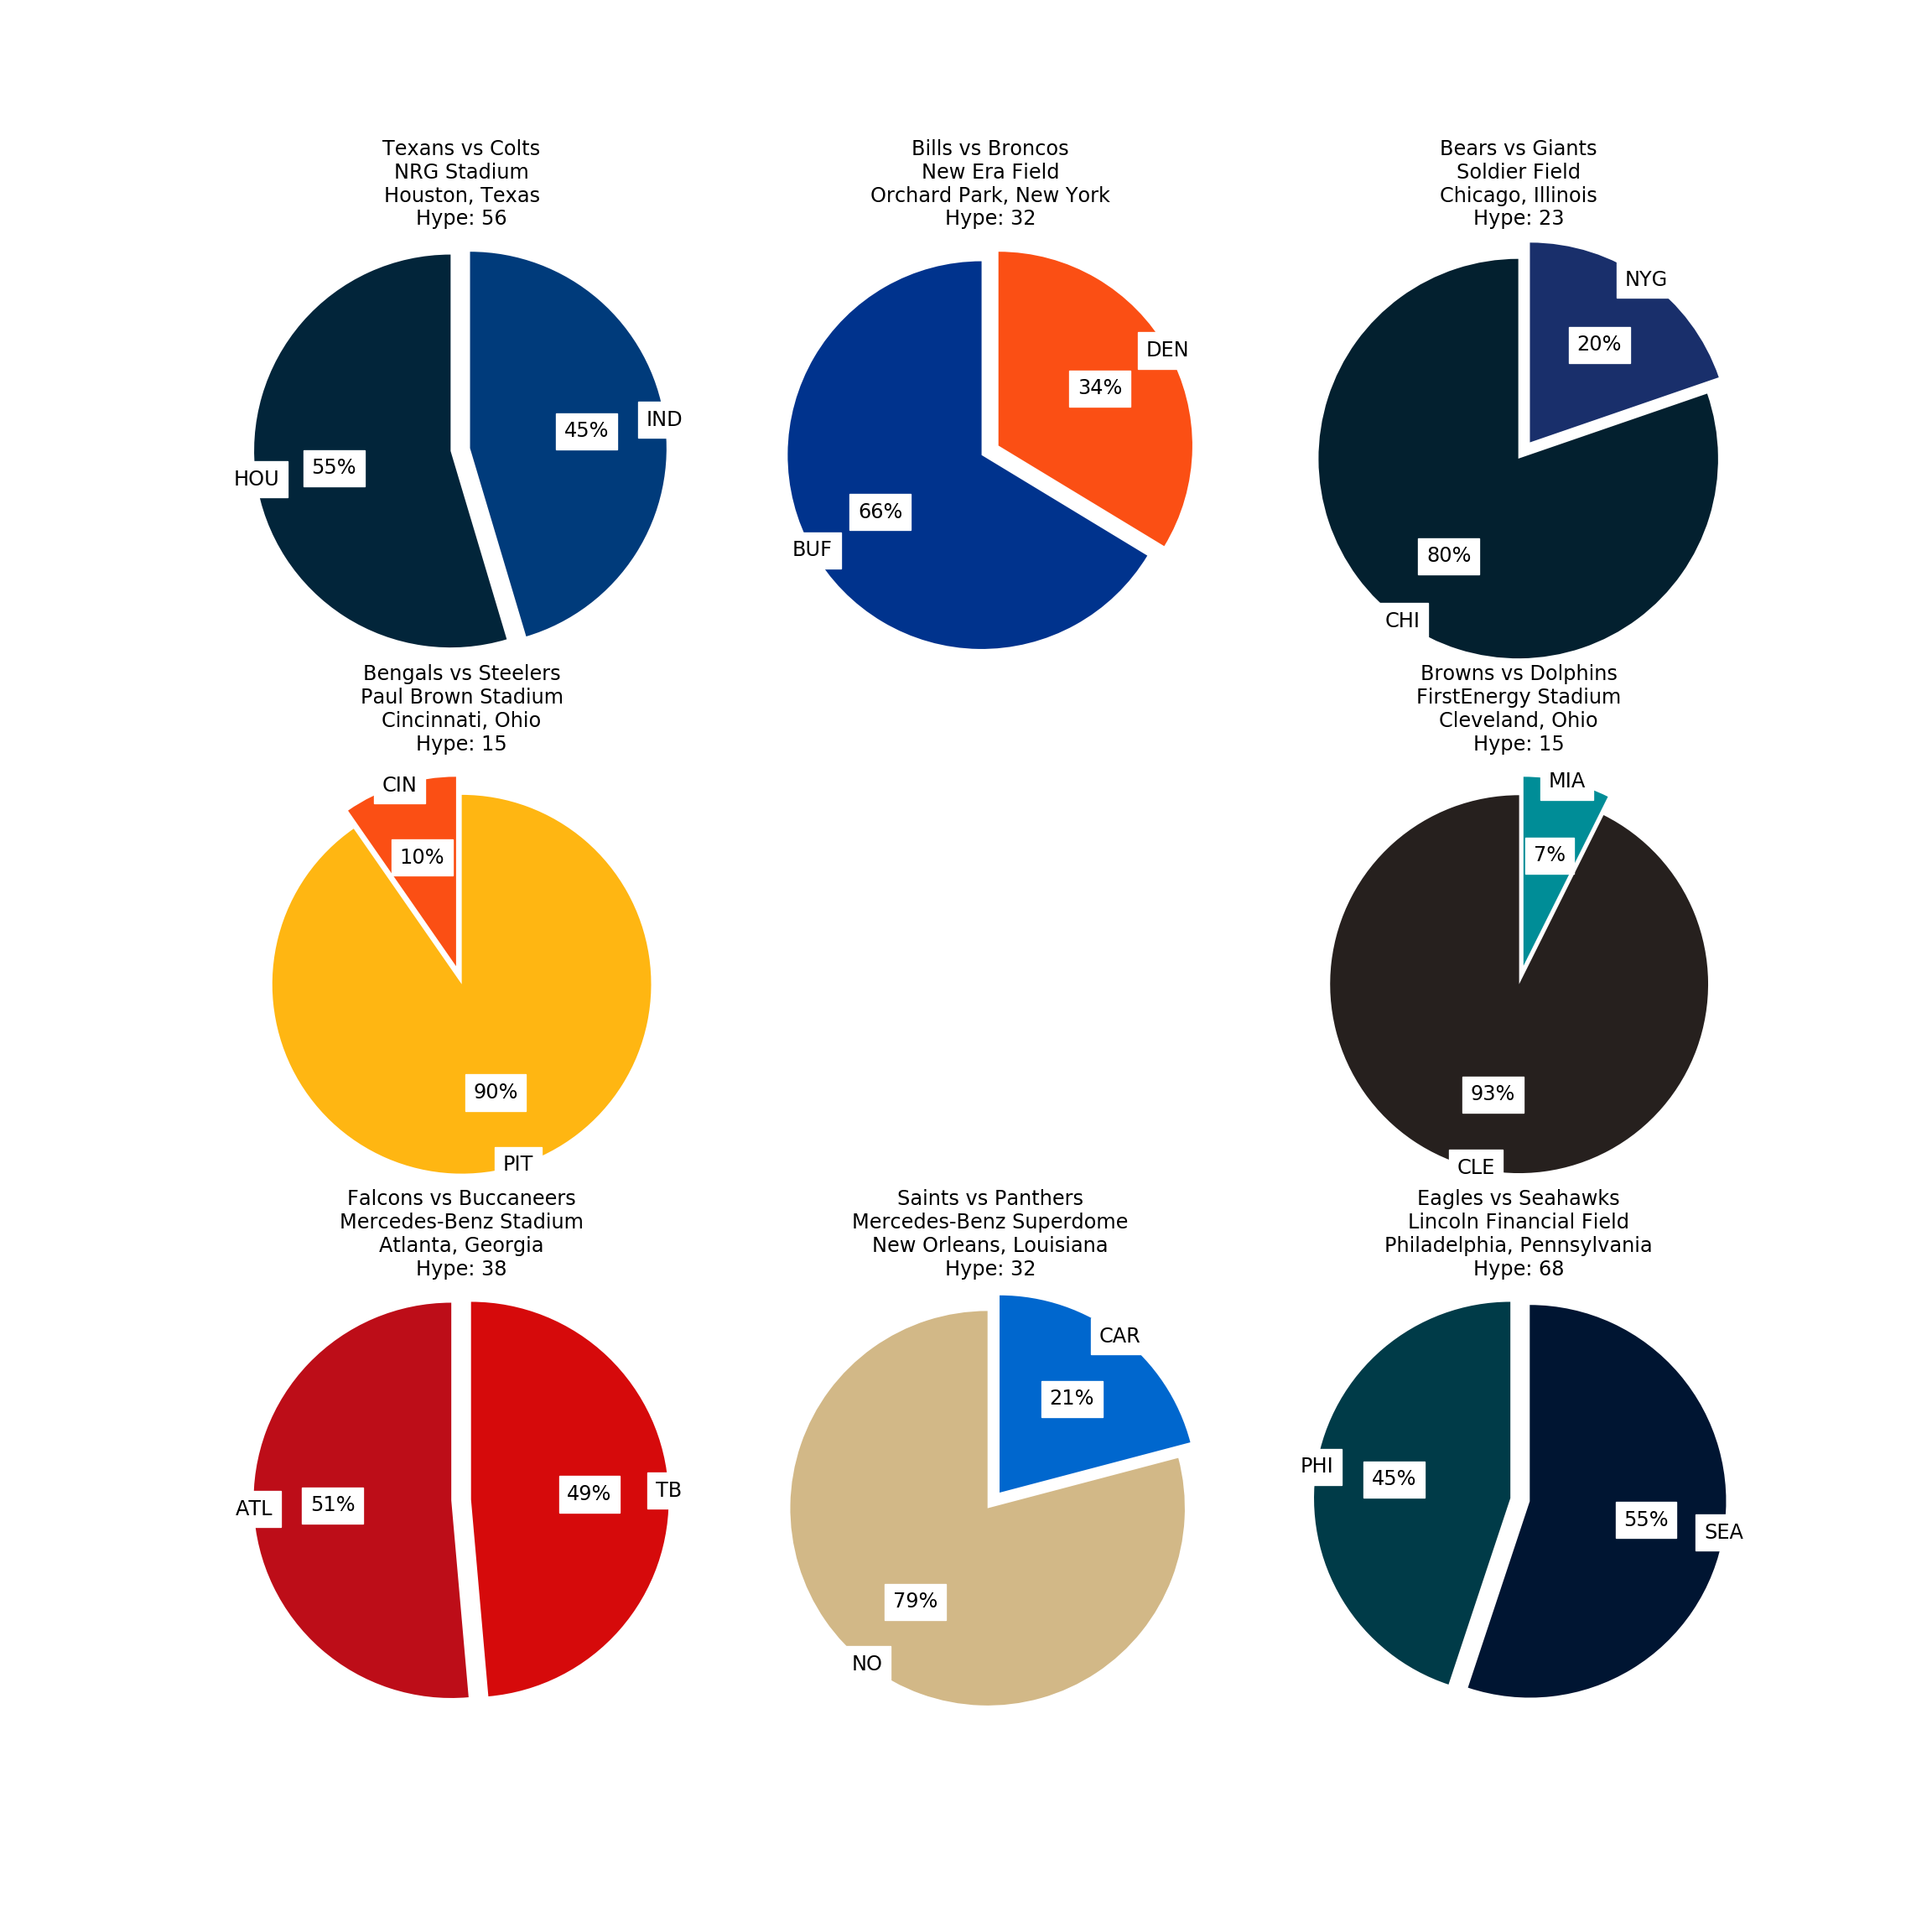 Texans vs Colts
NRG Stadium
Houston, Texas
Hype: 56
IND
45%
55%
HOU
Bills vs Broncos
New Era Field
Orchard Park, New York
Hype: 32
DEN
34%
66%
BUF
Bears vs Giants
Soldier Field
Chicago, Illinois
Hype: 23
NYG
20%
80%
CHI
Bengals vs Steelers
Paul Brown Stadium
Cincinnati, Ohio
Hype: 15
CIN
10%
90%
PIT
Browns vs Dolphins
FirstEnergy Stadium
Cleveland, Ohio
Hype: 15
MIA
7%
93%
CLE
Falcons vs Buccaneers
Mercedes-Benz Stadium
Atlanta, Georgia
Hype: 38
TB
49%
51%
ATL
Saints vs Panthers
Mercedes-Benz Superdome
New Orleans, Louisiana
Hype: 32
CAR
21%
79%
NO
Eagles vs Seahawks
Lincoln Financial Field
Philadelphia, Pennsylvania
Hype: 68
PHI
45%
55%
SEA